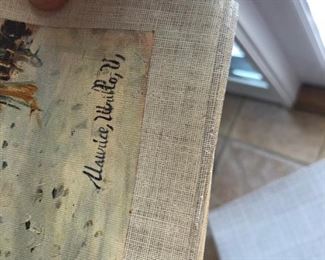 Maurice, Utrillo, V,